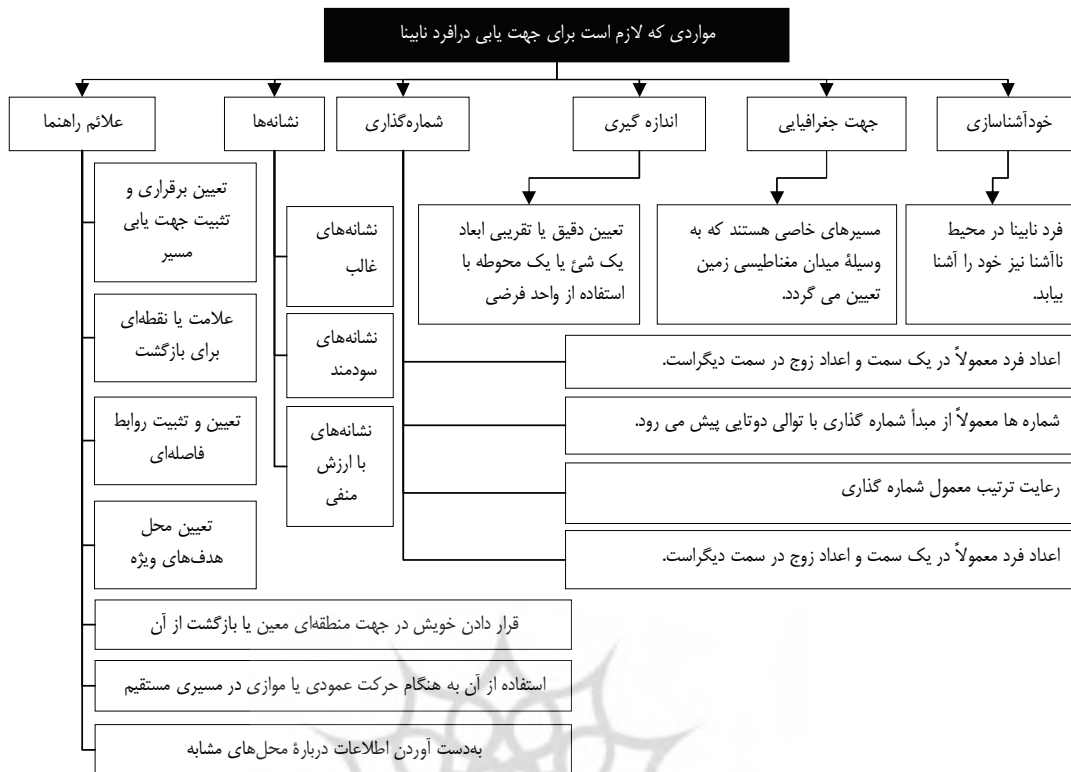 مواردی که لازم است برای جهت یابی درافرد نابینا
خودآشناسازی
جهت جغرافیایی
اندازه گیری
شماره‌گذاری
نشانه‌ها
علائم راهنما
فرد نابینا در محیط
ناآشنا نیز خود را آشنا
بیابد.
مسیرهای خاصی هستند که به
وسیلهٔ میدان مغناطیسی زمین
تعیین می گردد.
تعیین دقیق یا تقریبی ابعاد
یک شئ یا یک محوطه با
استفاده از واحد فرضی
اعداد فرد معمولاً در یک سمت و اعداد زوج در سمت دیگراست.
شماره ها معمولاً از مبدأ شماره گذاری با توالی دوتایی پیش می رود.
رعایت ترتیب معمول شماره گذاری
اعداد فرد معمولاً در یک سمت و اعداد زوج در سمت دیگراست.
نشانه‌های
غالب
نشانه‌های
سودمند
نشانه‌های
با ارزش
منفی
تعیین برقراری و
تثبیت جهت یابی
مسیر
علامت یا نقطه‌ای
برای بازگشت
تعیین و تثبیت روابط
فاصله‌ای
تعیین محل
هدف‌های ویژه
قرار دادن خویش در جهت منطقه‌ای معین یا بازگشت از آن
استفاده از آن به هنگام حرکت عمودی یا موازی در مسیری مستقیم
به‌دست آوردن اطلاعات دربارهٔ محل‌های مشابه